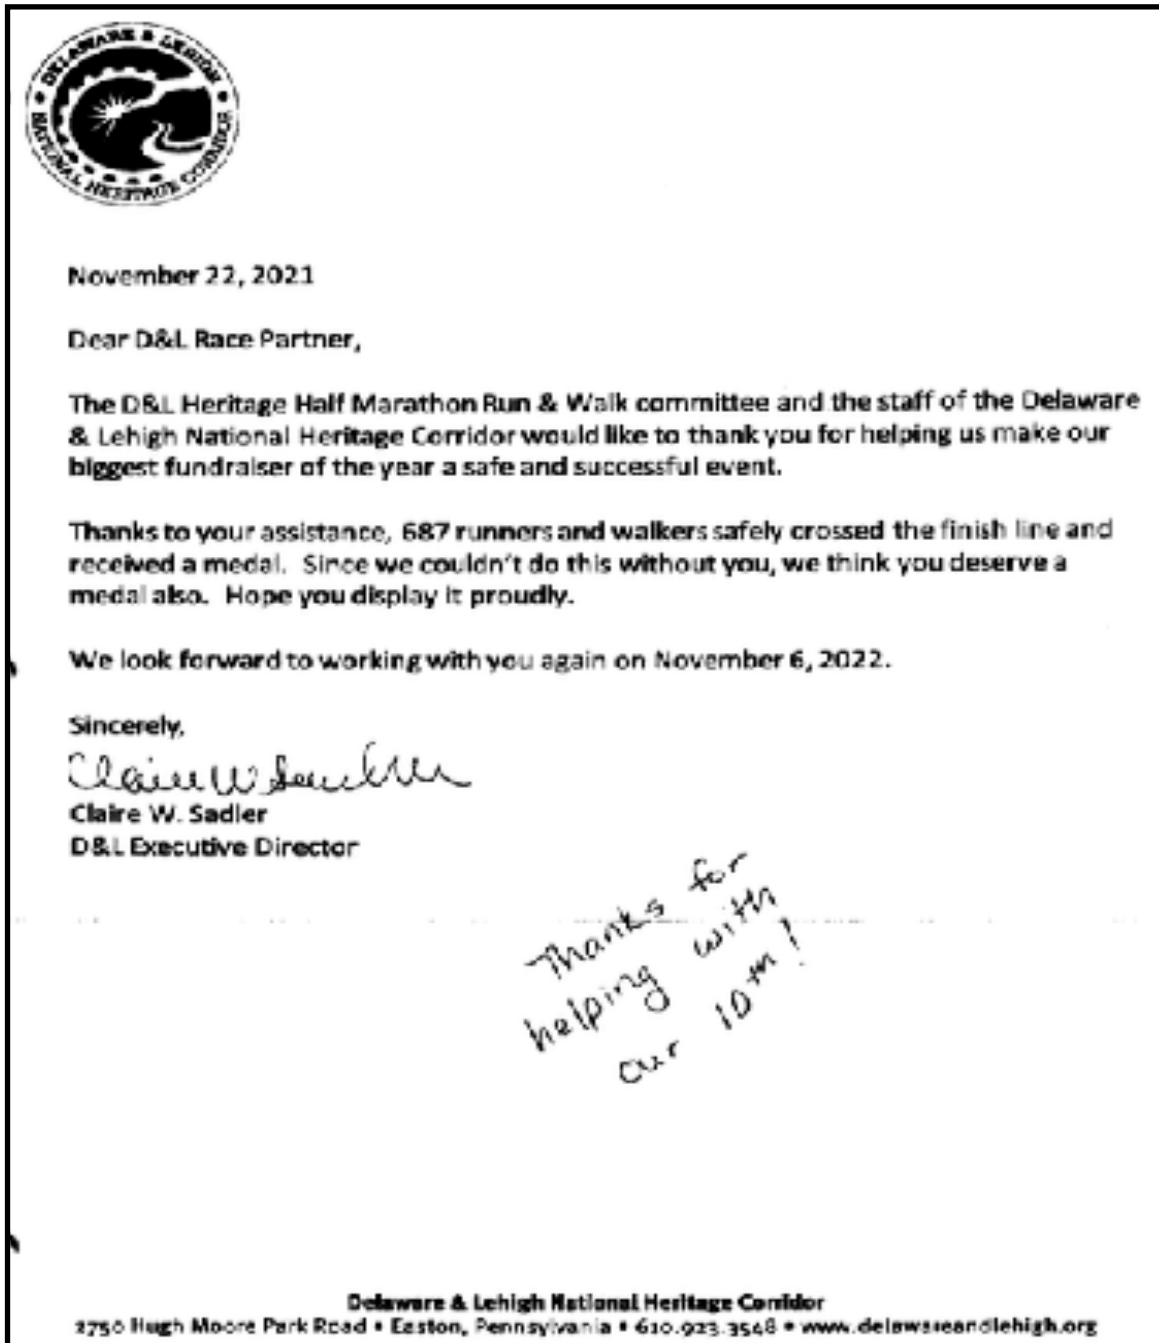 DELAWARE & LEHIGH
NATIONAL HERITAGE CORRIDOR
November 22, 2021
Dear D&L Race Partner,
The D&L Heritage Half Marathon Run & Walk committee and the staff of the Delaware
& Lehigh National Heritage Corridor would like to thank you for helping us make our
biggest fundraiser of the year a safe and successful event.
Thanks to your assistance, 687 runners and walkers safely crossed the finish line and
received a medal. Since we couldn't do this without you, we think you deserve a
medal also. Hope you display it proudly.
We look forward to working with you again on November 6, 2022.
Sincerely,
Claire W. Sadler
Claire W. Sadler
D&L Executive Director
Thanks for
helping with
our 10th!
Delaware & Lehigh National Heritage Corridor
2750 Hugh Moore Park Road • Easton, Pennsylvania • 610.923.3548 • www.delawareandlehigh.org